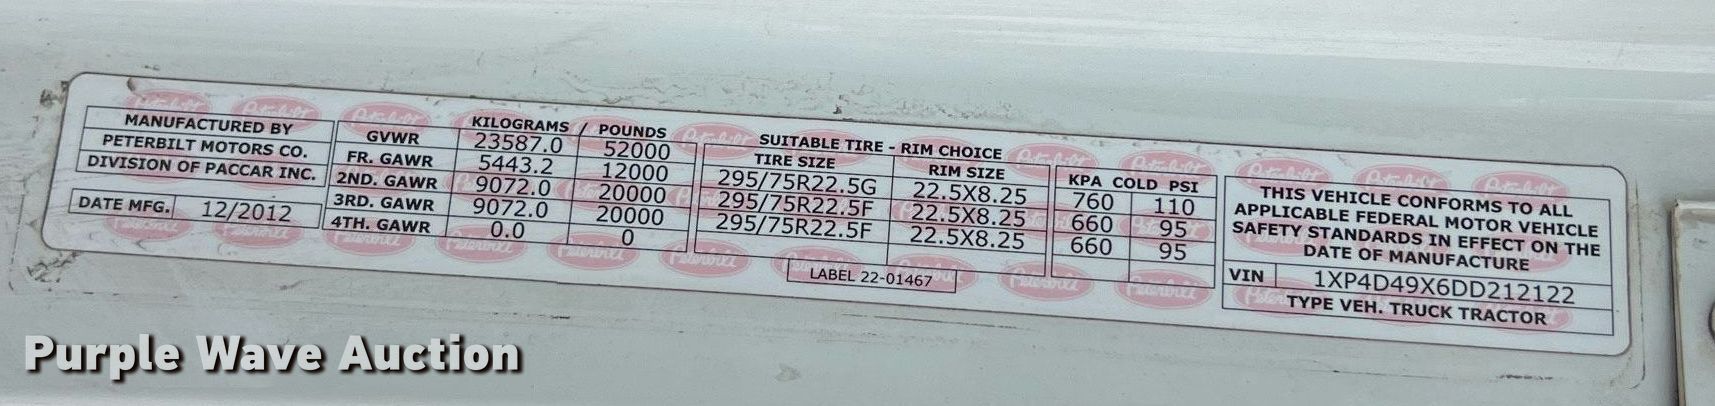 MANUFACTURED BY
PETERBILT MOTORS CO.
DIVISION OF PACCAR INC.
DATE MFG. 12/2012
KILOGRAMS / POUNDS
GVWR 23587.0 52000
FR. GAWR 5443.2 12000
2ND. GAWR 9072.0 20000
3RD. GAWR 9072.0 20000
4TH. GAWR 0.0 0
SUITABLE TIRE - RIM CHOICE
TIRE SIZE RIM SIZE KPA COLD PSI
295/75R22.5G 22.5X8.25 760 110
295/75R22.5F 22.5X8.25 660 95
295/75R22.5F 22.5X8.25 660 95
LABEL 22-01467
THIS VEHICLE CONFORMS TO ALL
APPLICABLE FEDERAL MOTOR VEHICLE
SAFETY STANDARDS IN EFFECT ON THE
DATE OF MANUFACTURE
VIN 1XP4D49X6DD212122
TYPE VEH. TRUCK TRACTOR
Purple Wave Auction